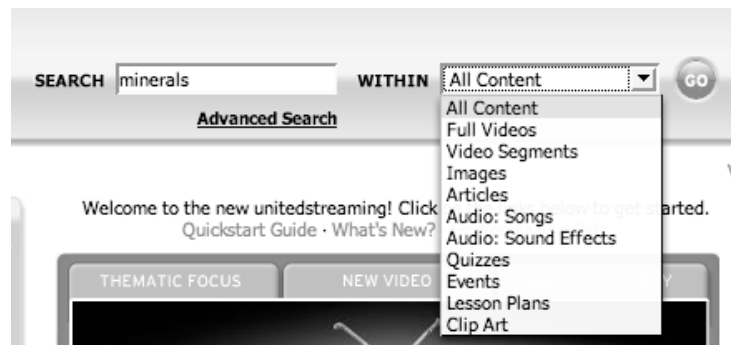 SEARCH minerals WITHIN All Content GO
Advanced Search
All Content
Full Videos
Video Segments
Images
Articles
Audio: Songs
Audio: Sound Effects
Quizzes
Events
Lesson Plans
Clip Art
Welcome to the new unitedstreaming! Click links below to get started.
Quickstart Guide · What's New?
THEMATIC FOCUS NEW VIDEO